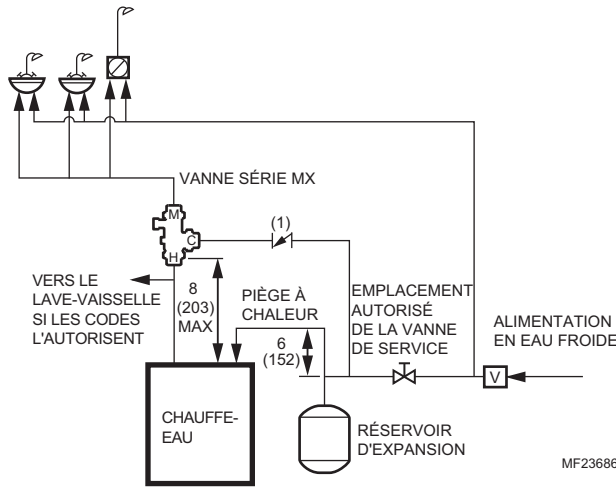 VANNE SÉRIE MX
M
(1)
C
H
VERS LE
LAVE-VAISSELLE
SI LES CODES
L'AUTORISENT
8
(203)
MAX
PIÈGE À
CHALEUR
6
(152)
EMPLACEMENT
AUTORISÉ
DE LA VANNE
DE SERVICE
ALIMENTATION
EN EAU FROIDE
V
CHAUFFE-
EAU
RÉSERVOIR
D'EXPANSION
MF23686